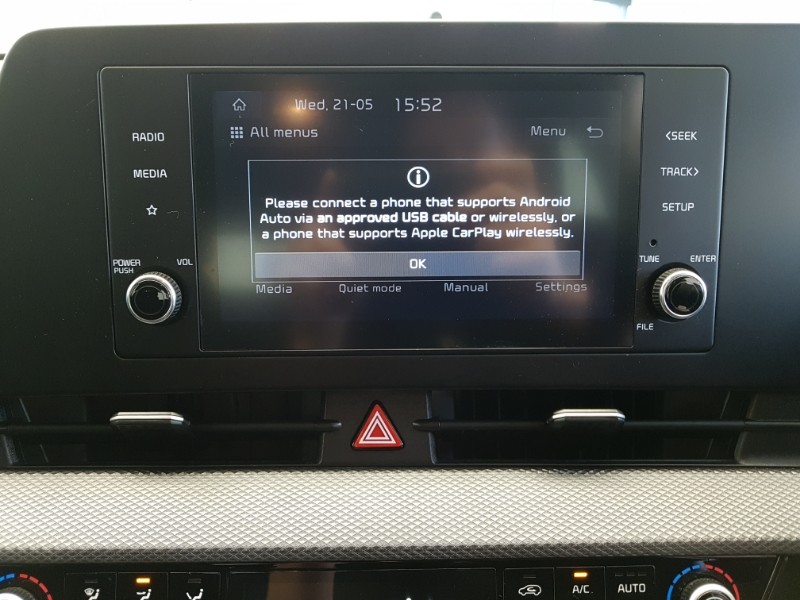 Wed, 21-05 15:52
All menus Menu
RADIO
MEDIA
POWER PUSH VOL
Please connect a phone that supports Android
Auto via an approved USB cable or wirelessly, or
a phone that supports Apple CarPlay wirelessly.
OK
Media Quiet mode Manual Settings
<SEEK
TRACK>
SETUP
TUNE ENTER
FILE
A/C AUTO